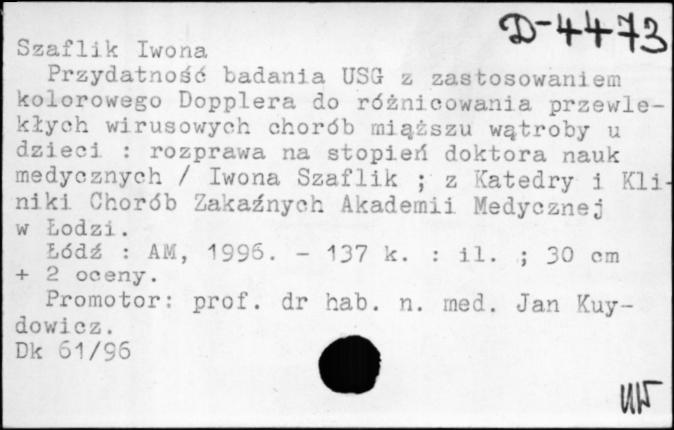 D-4473
Szaflik Iwona
Przydatność badania USG z zastosowaniem
kolorowego Dopplera do różnicowania przewle-
kłych wirusowych chorób miąższu wątroby u
dzieci : rozprawa na stopień doktora nauk
medycznych / Iwona Szaflik ; z Katedry i Kli-
niki Chorób Zakaźnych Akademii Medycznej
w Łodzi.
Łódź : AM, 1996. - 137 k. : il. ; 30 cm
+ 2 oceny.
Promotor: prof. dr hab. n. med. Jan Kuy-
dowicz.
Dk 61/96